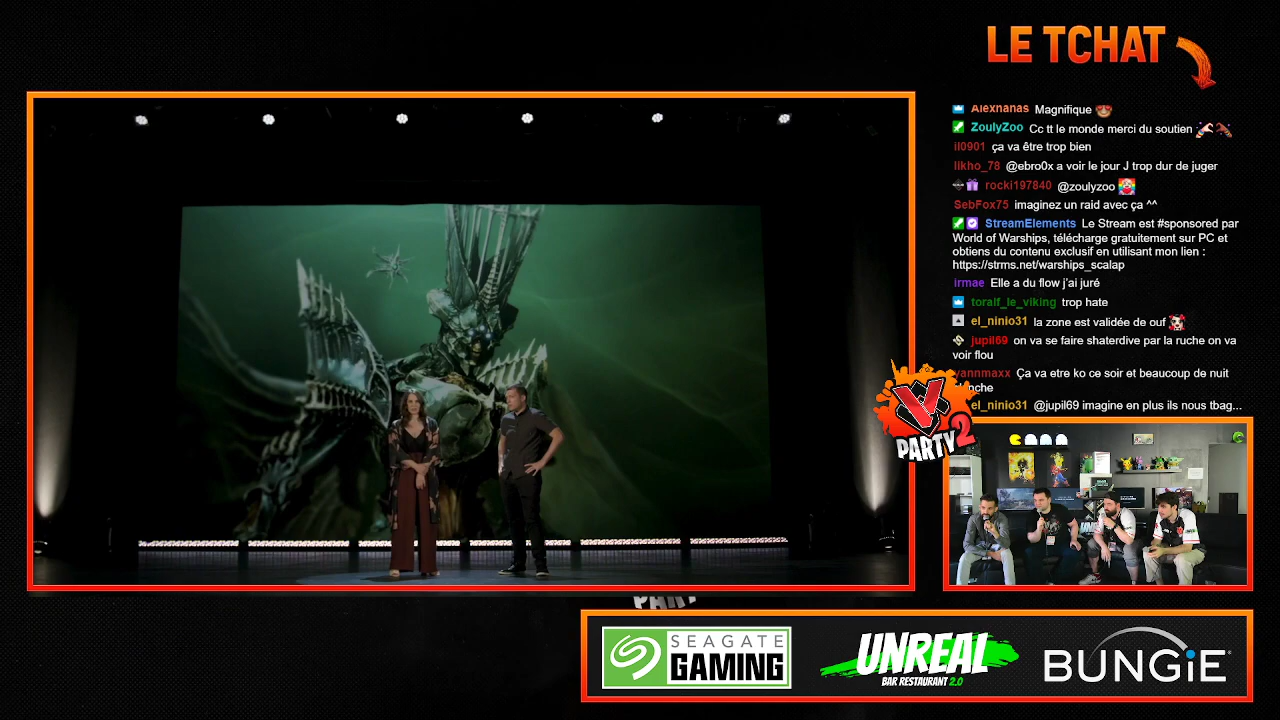 LE TCHAT
Alexnanas Magnifique
ZoulyZoo Cc tt le monde merci du soutien
il0901 ça va être trop bien
likho_78 @ebro0x a voir le jour J trop dur de juger
rocki197840 @zoulyzoo
SebFox75 imaginez un raid avec ça ^^
StreamElements Le Stream est #sponsored par
World of Warships, télécharge gratuitement sur PC et
obtiens du contenu exclusif en utilisant mon lien :
https://strms.net/warships_scalap
irmae Elle a du flow j'ai juré
toralf_le_viking trop hate
el_ninio31 la zone est validée de ouf
jupil69 on va se faire shaterdive par la ruche on va
voir flou
yannmaxx Ça va etre ko ce soir et beaucoup de nuit
el_ninio31 @jupil69 imagine en plus ils nous tbag...
PARTY 2
PARTY
SEAGATE
GAMING
UNREAL
BAR RESTAURANT 2.0
BUNGiE